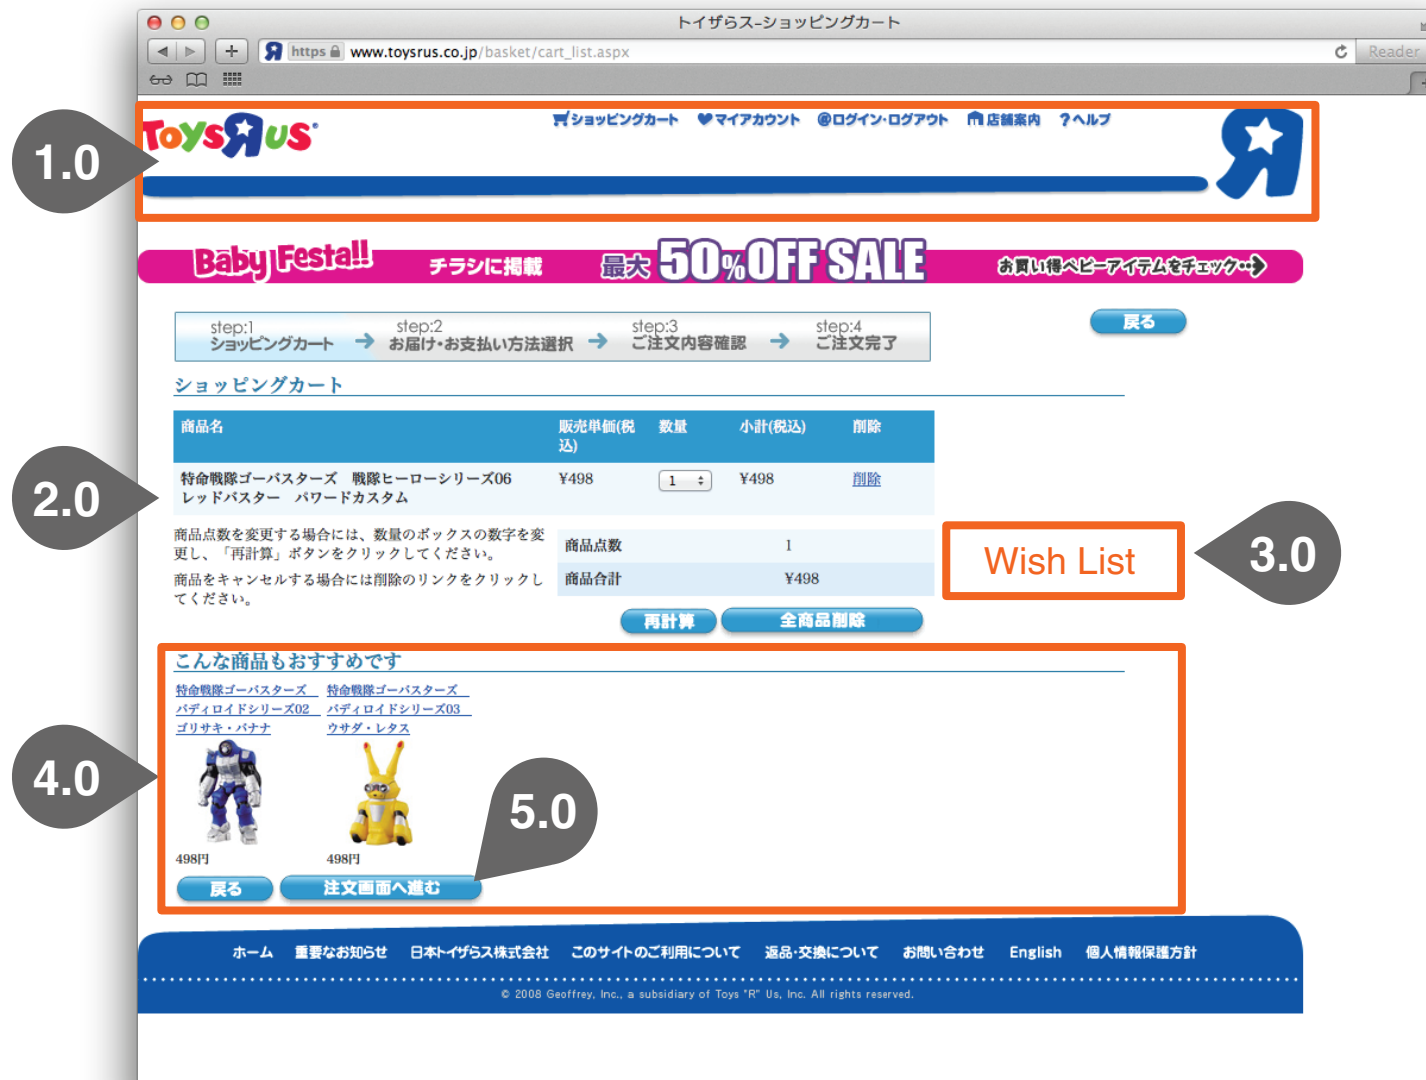 トイザらス-ショッピングカート
https www.toysrus.co.jp/basket/cart_list.aspx
Reader
ToysЯus
ショッピングカート マイアカウント @ログイン・ログアウト 店舗案内 ?ヘルプ
1.0
Baby Festa!! チラシに掲載 最大 50%OFF SALE お買い得ベビーアイテムをチェック
step:1 step:2 step:3 step:4
ショッピングカート お届け・お支払い方法選択 ご注文内容確認 ご注文完了
戻る
ショッピングカート
商品名 販売単価(税込) 数量 小計(税込) 削除
特命戦隊ゴーバスターズ 戦隊ヒーローシリーズ06 ¥498 1 ¥498 削除
レッドバスター パワードカスタム
2.0
商品点数を変更する場合には、数量のボックスの数字を変
更し、「再計算」ボタンをクリックしてください。
商品をキャンセルする場合には削除のリンクをクリックし
てください。
商品点数 1
商品合計 ¥498
Wish List
3.0
再計算 全商品削除
こんな商品もおすすめです
特命戦隊ゴーバスターズ
バディロイドシリーズ02
ゴリサキ・バナナ
特命戦隊ゴーバスターズ
バディロイドシリーズ03
ウサダ・レタス
4.0
5.0
498円 498円
戻る 注文画面へ進む
ホーム 重要なお知らせ 日本トイザらス株式会社 このサイトのご利用について 返品・交換について お問い合わせ English 個人情報保護方針
© 2008 Geoffrey, Inc., a subsidiary of Toys "R" Us, Inc. All rights reserved.